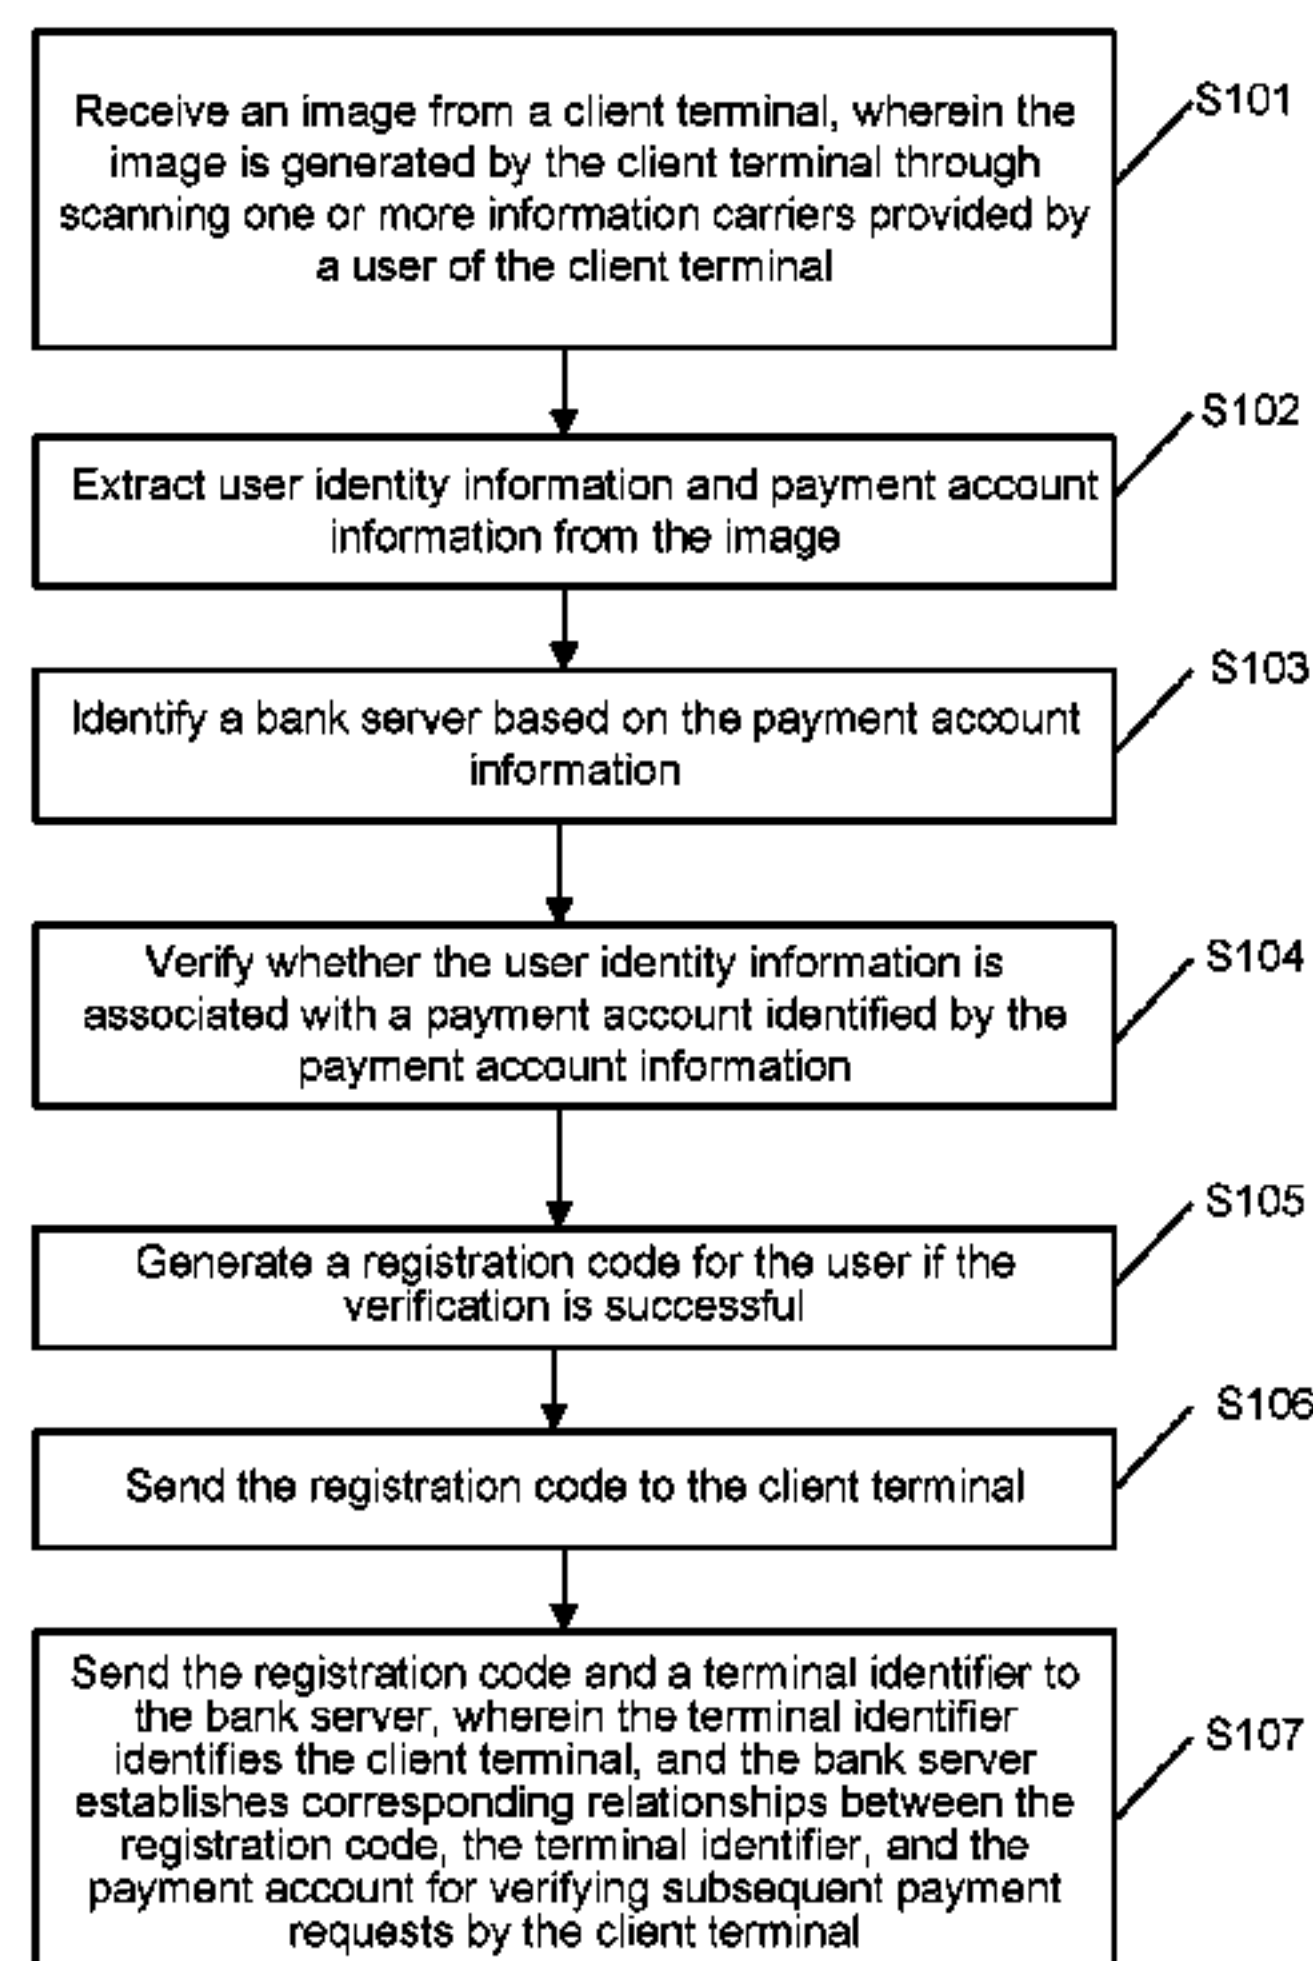 Receive an image from a client terminal, wherein the
image is generated by the client terminal through
scanning one or more information carriers provided by
a user of the client terminal
S101
Extract user identity information and payment account
information from the image
S102
Identify a bank server based on the payment account
information
S103
Verify whether the user identity information is
associated with a payment account identified by the
payment account information
S104
Generate a registration code for the user if the
verification is successful
S105
Send the registration code to the client terminal
S106
Send the registration code and a terminal identifier to
the bank server, wherein the terminal identifier
identifies the client terminal, and the bank server
establishes corresponding relationships between the
registration code, the terminal identifier, and the
payment account for verifying subsequent payment
requests by the client terminal
S107